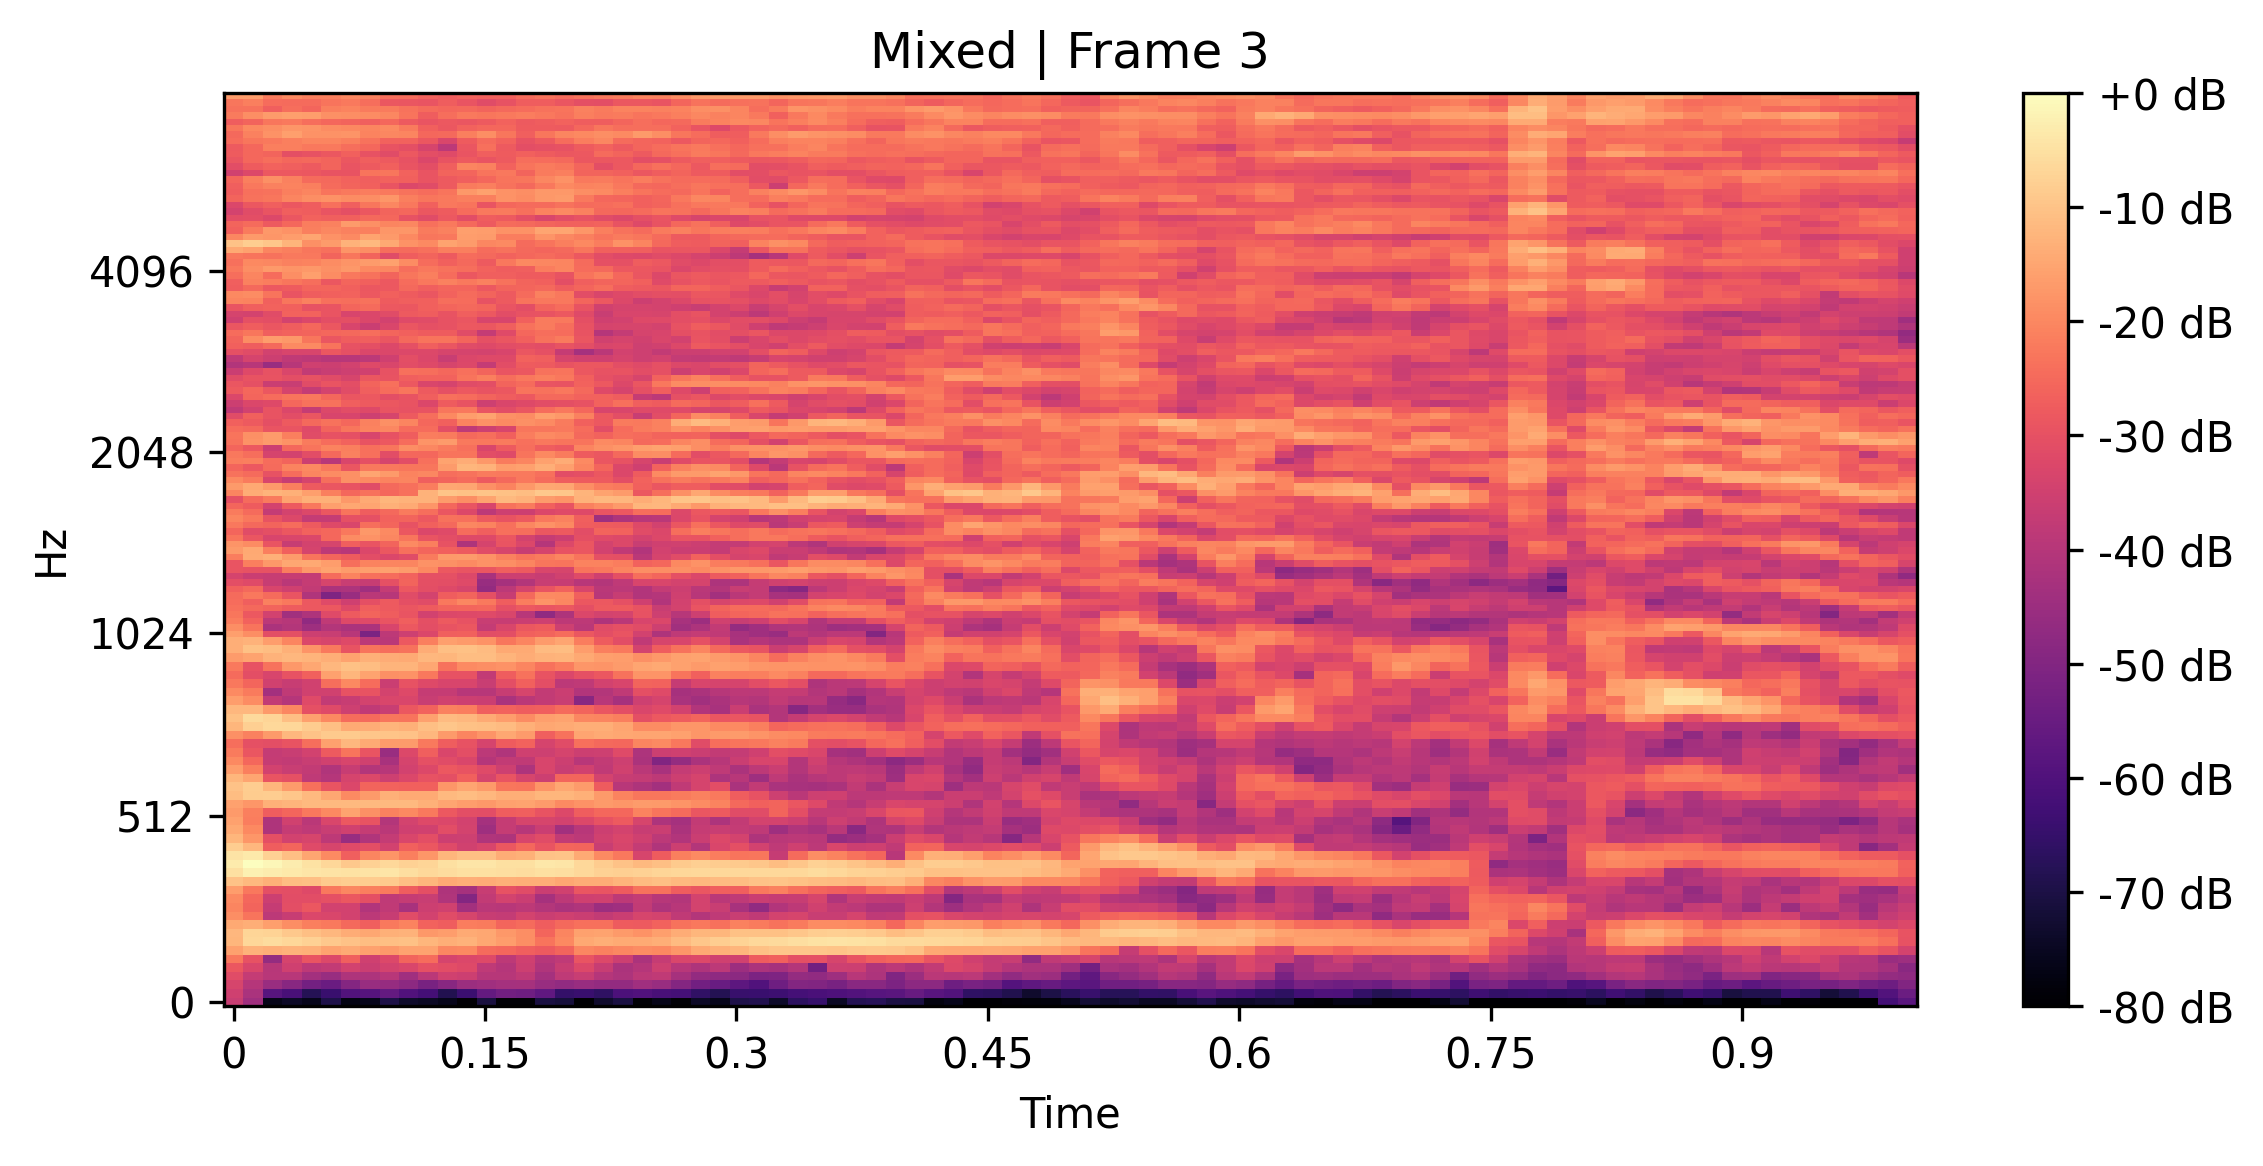 Mixed | Frame 3
+0 dB
-10 dB
-20 dB
-30 dB
-40 dB
-50 dB
-60 dB
-70 dB
-80 dB
Hz
4096
2048
1024
512
0
0 0.15 0.3 0.45 0.6 0.75 0.9
Time